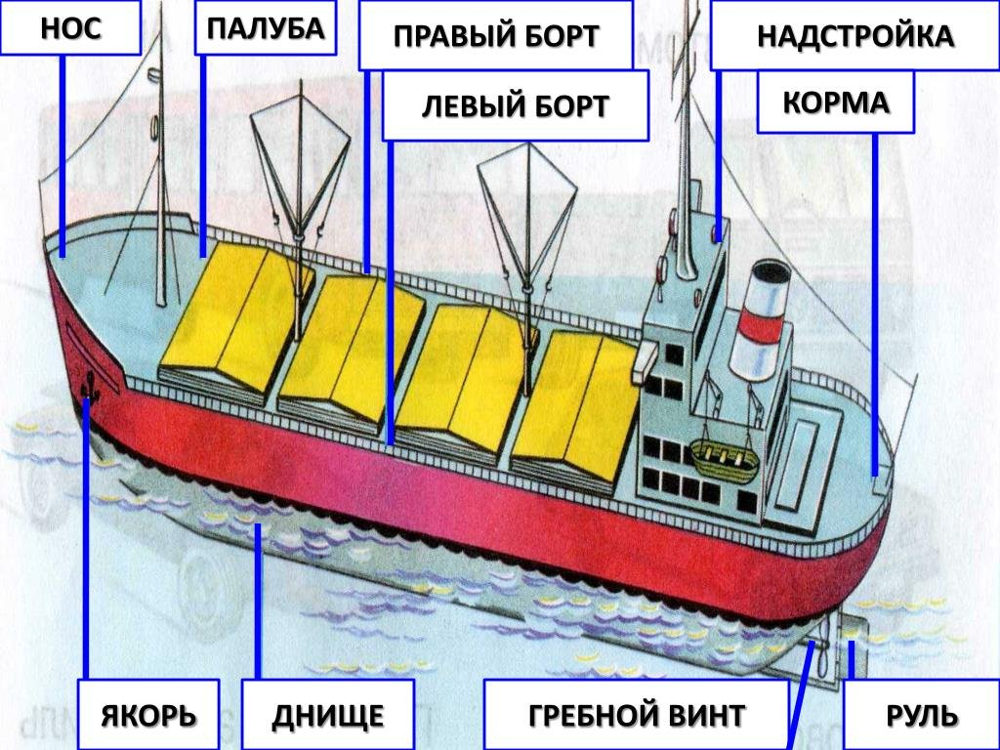 НОС
ПАЛУБА
ПРАВЫЙ БОРТ
НАДСТРОЙКА
ЛЕВЫЙ БОРТ
КОРМА
ЯКОРЬ
ДНИЩЕ
ГРЕБНОЙ ВИНТ
РУЛЬ